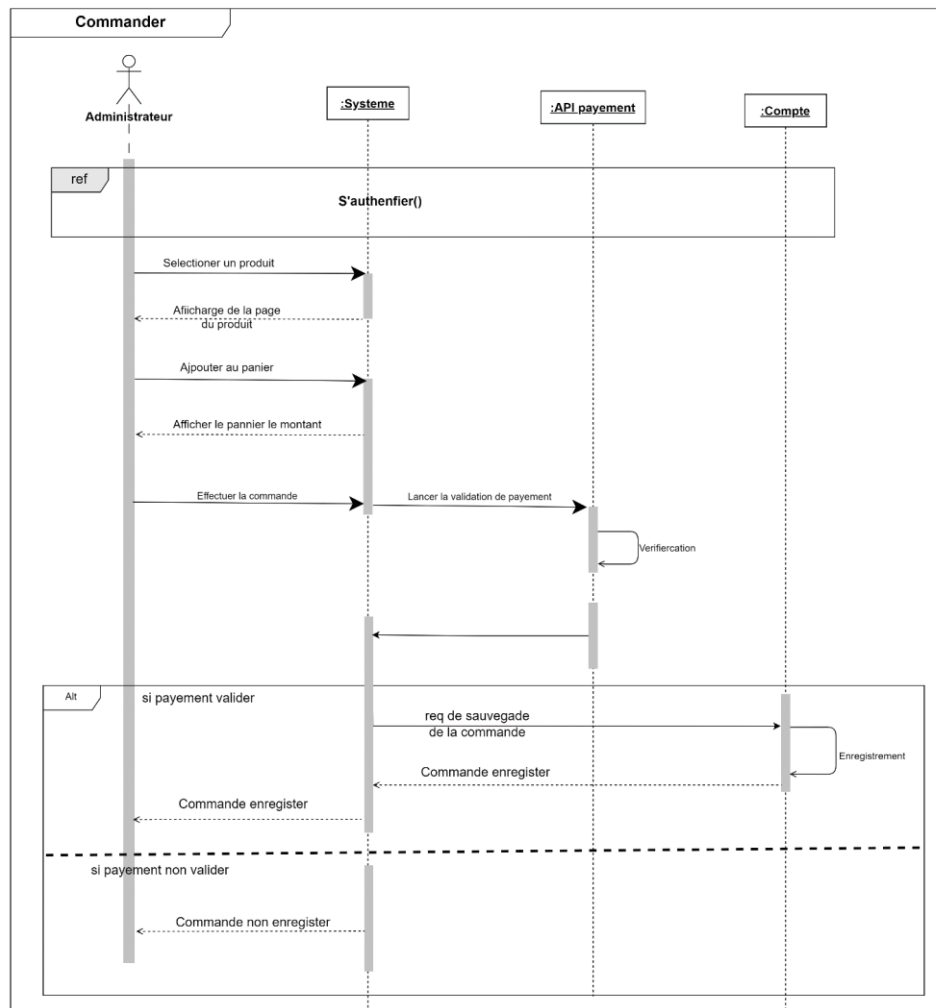 Commander
Administrateur
:Systeme
:API payement
:Compte
ref
S'authenfier()
Selectioner un produit
Afiicharge de la page
du produit
Ajpouter au panier
Afficher le pannier le montant
Effectuer la commande
Lancer la validation de payement
Verifiercation
Alt
si payement valider
req de sauvegade
de la commande
Enregistrement
Commande enregister
Commande enregister
si payement non valider
Commande non enregister